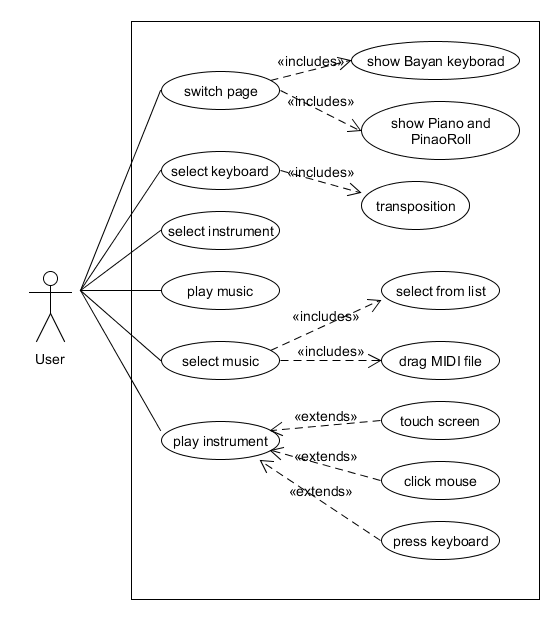 «includes»
show Bayan keyborad
switch page
«includes»
show Piano and
PinaoRoll
select keyboard
«includes»
transposition
select instrument
play music
select from list
«includes»
User
select music
«includes»
drag MIDI file
«extends»
touch screen
play instrument
«extends»
click mouse
«extends»
press keyboard